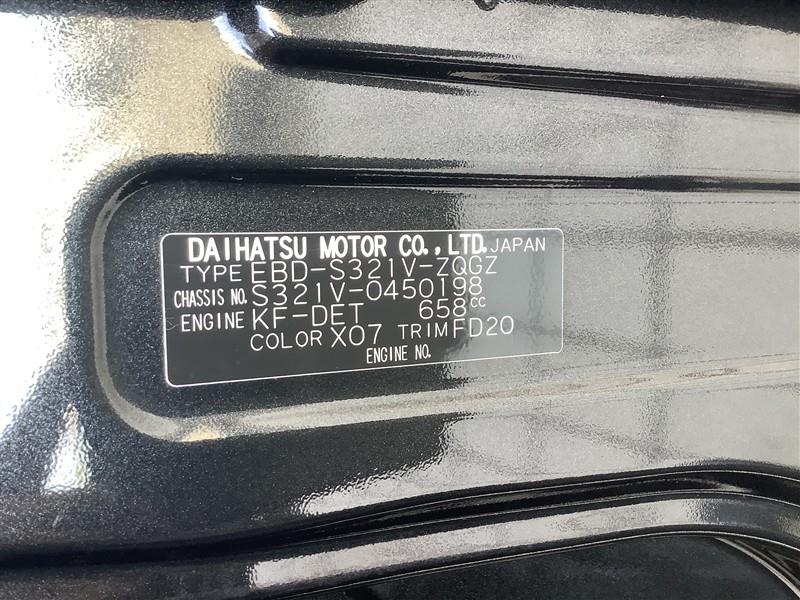 DAIHATSU MOTOR CO.,LTD. JAPAN
TYPE EBD-S321V-ZQGZ
CHASSIS NO. S321V-0450198
ENGINE KF-DET 658cc
COLOR X07 TRIM FD20
ENGINE NO.